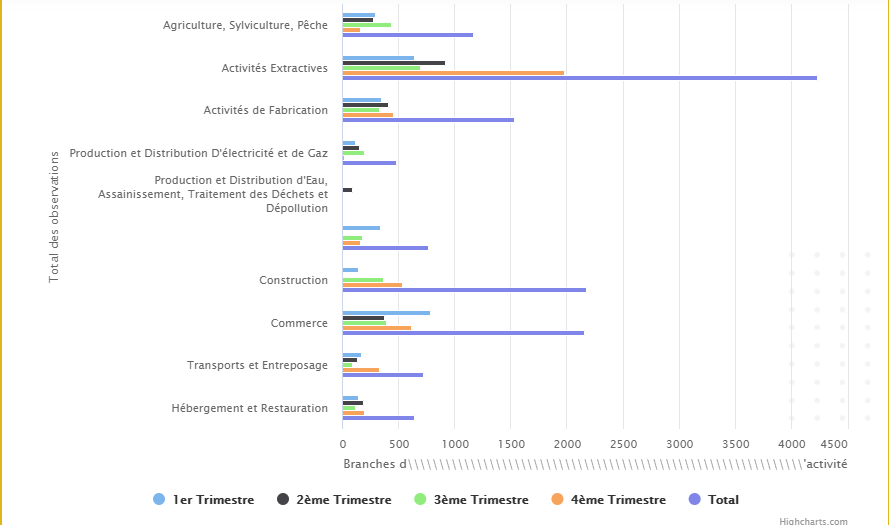 Agriculture, Sylviculture, Pêche
Activités Extractives
Activités de Fabrication
Production et Distribution D'électricité et de Gaz
Production et Distribution d'Eau,
Assainissement, Traitement des Déchets et
Dépollution
Construction
Commerce
Transports et Entreposage
Hébergement et Restauration
Total des observations
0 500 1000 1500 2000 2500 3000 3500 4000 4500
Branches d\\\\\\\\\\\\\\\\\\\\\\\\\\\\\\\\\\\\\\\\\\\\\\\\\\\\\\\\\\\\\\\'activité
1er Trimestre 2ème Trimestre 3ème Trimestre 4ème Trimestre Total
Highcharts.com